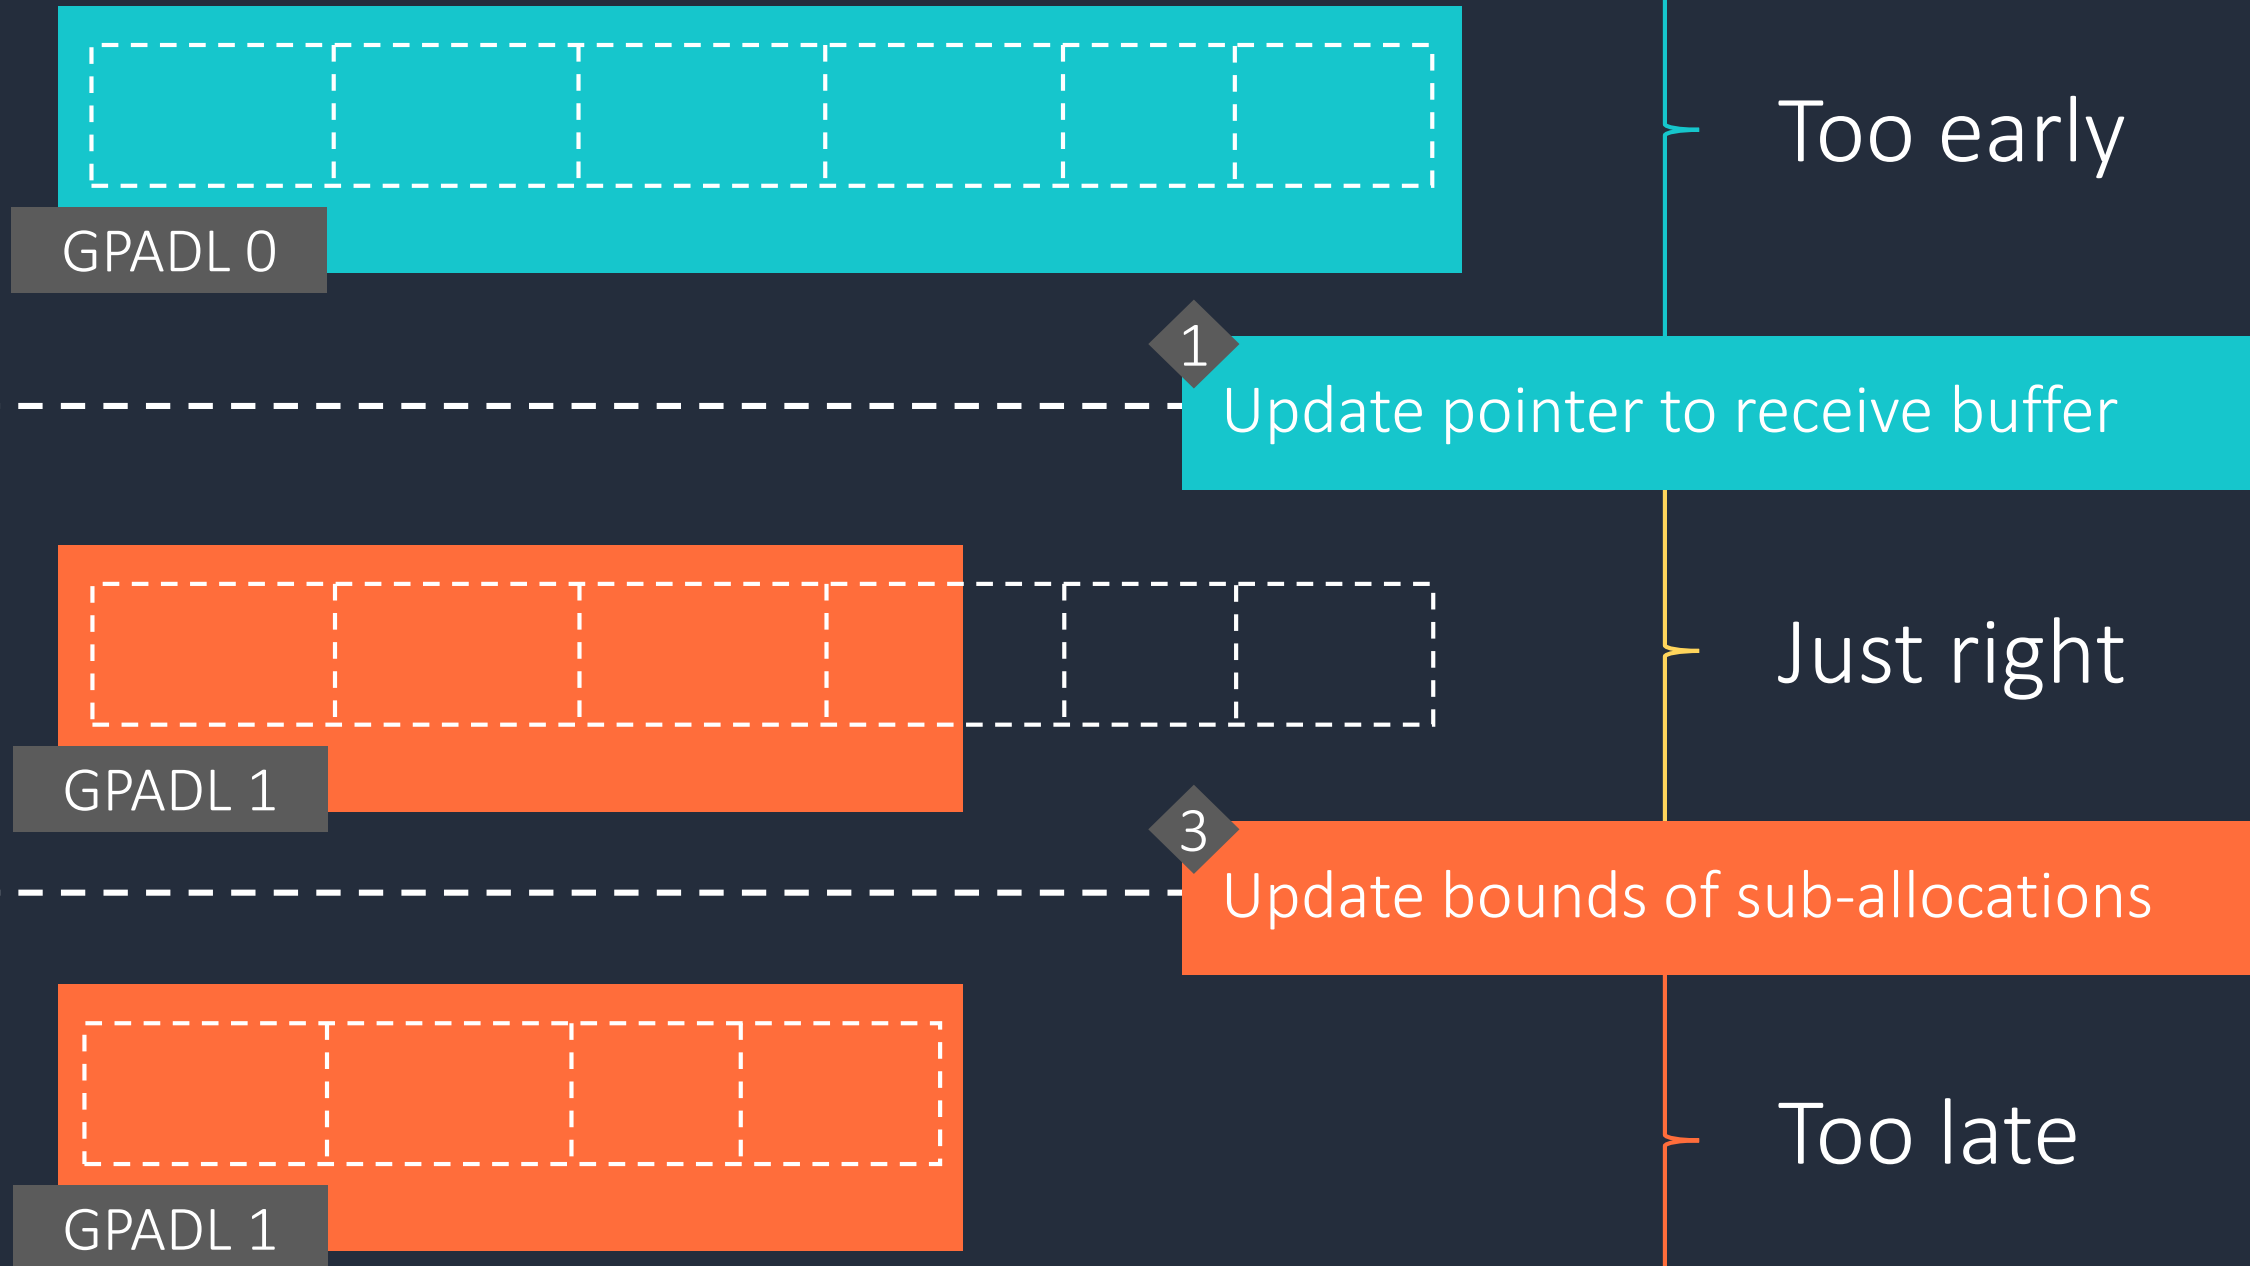 Too early
GPADL 0
1
Update pointer to receive buffer
Just right
GPADL 1
3
Update bounds of sub-allocations
Too late
GPADL 1